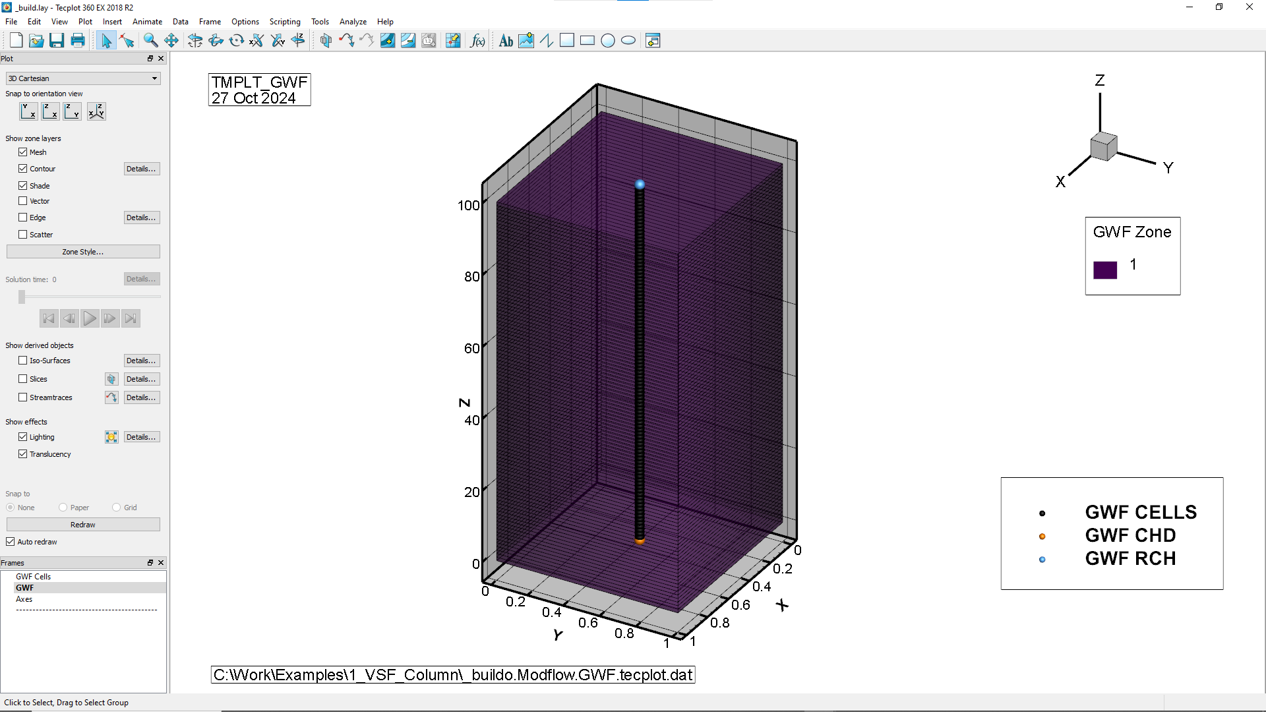 _build.lay - Tecplot 360 EX 2018 R2
File Edit View Plot Insert Animate Data Frame Options Scripting Tools Analyze Help
Plot
3D Cartesian
Snap to orientation view
Show zone layers
Mesh
Contour Details...
Shade
Vector
Edge Details...
Scatter
Zone Style...
Solution time: 0 Details...
Show derived objects
Iso-Surfaces Details...
Slices Details...
Streamtraces Details...
Show effects
Lighting Details...
Translucency
Snap to
None Paper Grid
Redraw
Auto redraw
Frames
GWF Cells
GWF
Axes
Click to Select, Drag to Select Group
TMPLT_GWF
27 Oct 2024
100
80
60
Z
40
20
0
0 0.2 0.4 0.6 0.8 1
Y
0
0.2
0.4
0.6
0.8
1
X
Z
Y
X
GWF Zone
1
GWF CELLS
GWF CHD
GWF RCH
C:\Work\Examples\1_VSF_Column\_buildo.Modflow.GWF.tecplot.dat